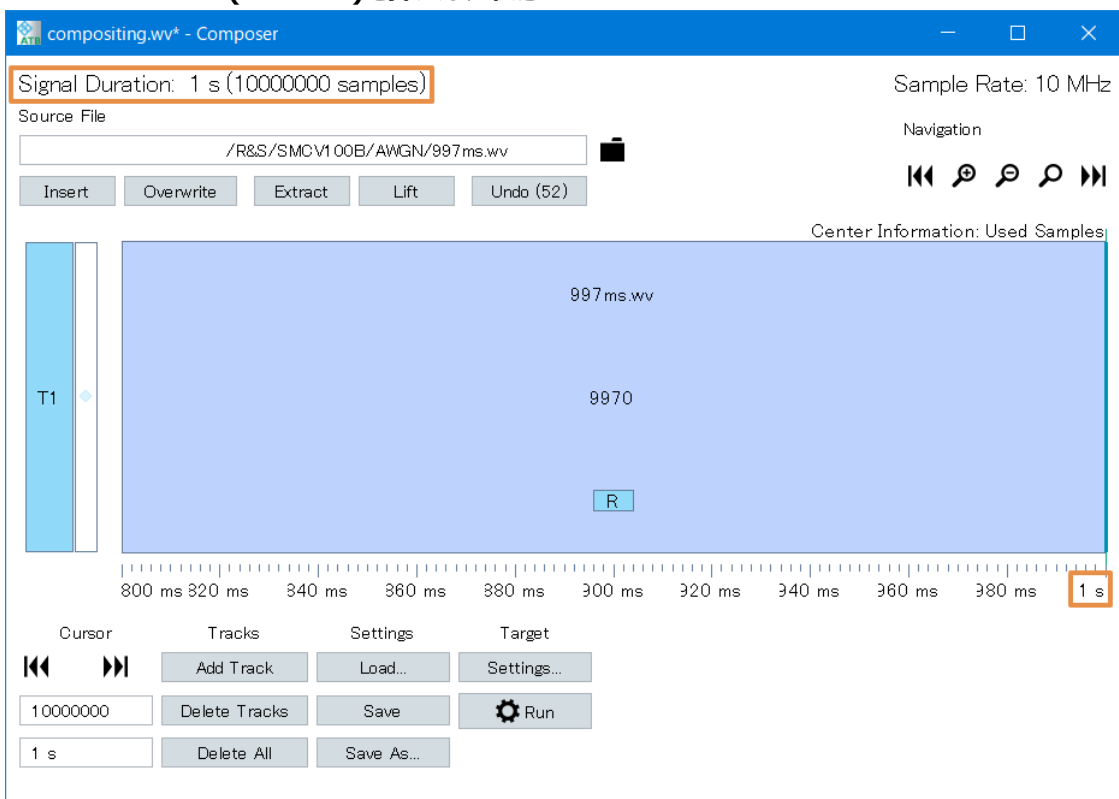 compositing.wv* - Composer
Signal Duration: 1 s (10000000 samples)
Sample Rate: 10 MHz
Source File
Navigation
/R&S/SMCV100B/AWGN/997ms.wv
Insert
Overwrite
Extract
Lift
Undo (52)
Center Information: Used Samples
997ms.wv
T1
9970
R
800 ms 820 ms 840 ms 860 ms 880 ms 900 ms 920 ms 940 ms 960 ms 980 ms 1 s
Cursor
Tracks
Settings
Target
Add Track
Load...
Settings...
10000000
Delete Tracks
Save
Run
1 s
Delete All
Save As...